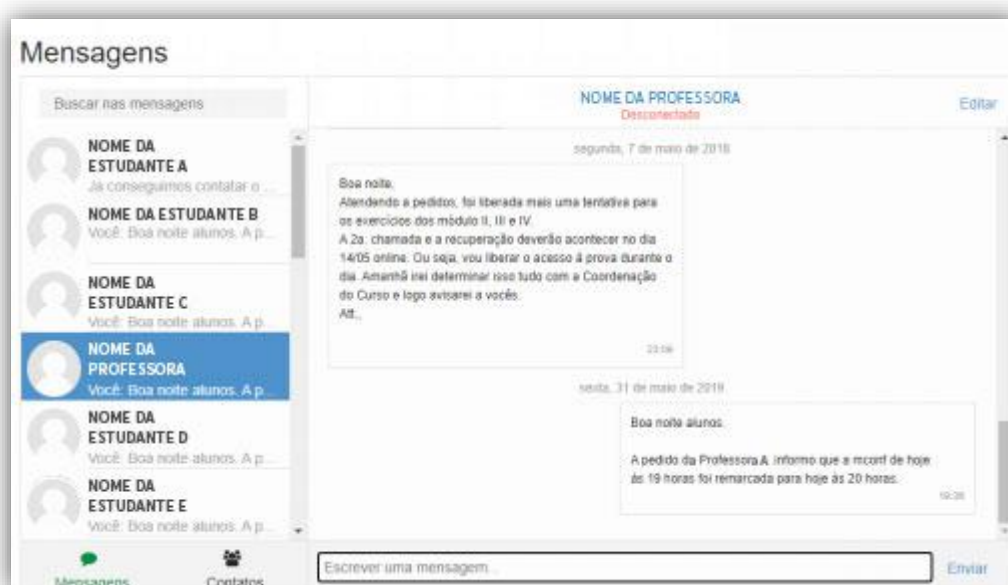 Mensagens
Buscar nas mensagens
NOME DA
ESTUDANTE A
Ja conseguimos contatar o ...
NOME DA ESTUDANTE B
Você: Boa noite alunos. A p...
NOME DA
ESTUDANTE C
Você: Boa noite alunos. A p...
NOME DA
PROFESSORA
Você: Boa noite alunos. A p...
NOME DA
ESTUDANTE D
Você: Boa noite alunos. A p...
NOME DA
ESTUDANTE E
Você: Boa noite alunos. A p...
Mensagens
Contatos
NOME DA PROFESSORA
Desconectado
Editar
segunda, 7 de maio de 2018
Boa noite,
Atendendo a pedidos, foi liberada mais uma tentativa para
os exercícios dos módulo II, III e IV.
A 2a. chamada e a recuperação deverão acontecer no dia
14/05 online. Ou seja, vou liberar o acesso à prova durante o
dia. Amanhã irei determinar isso tudo com a Coordenação
do Curso e logo avisarei a vocês.
Att.,
23:06
sexta, 31 de maio de 2019
Boa noite alunos.
A pedido da Professora A, informo que a mconf de hoje
às 19 horas foi remarcada para hoje às 20 horas.
Escrever uma mensagem...
Enviar